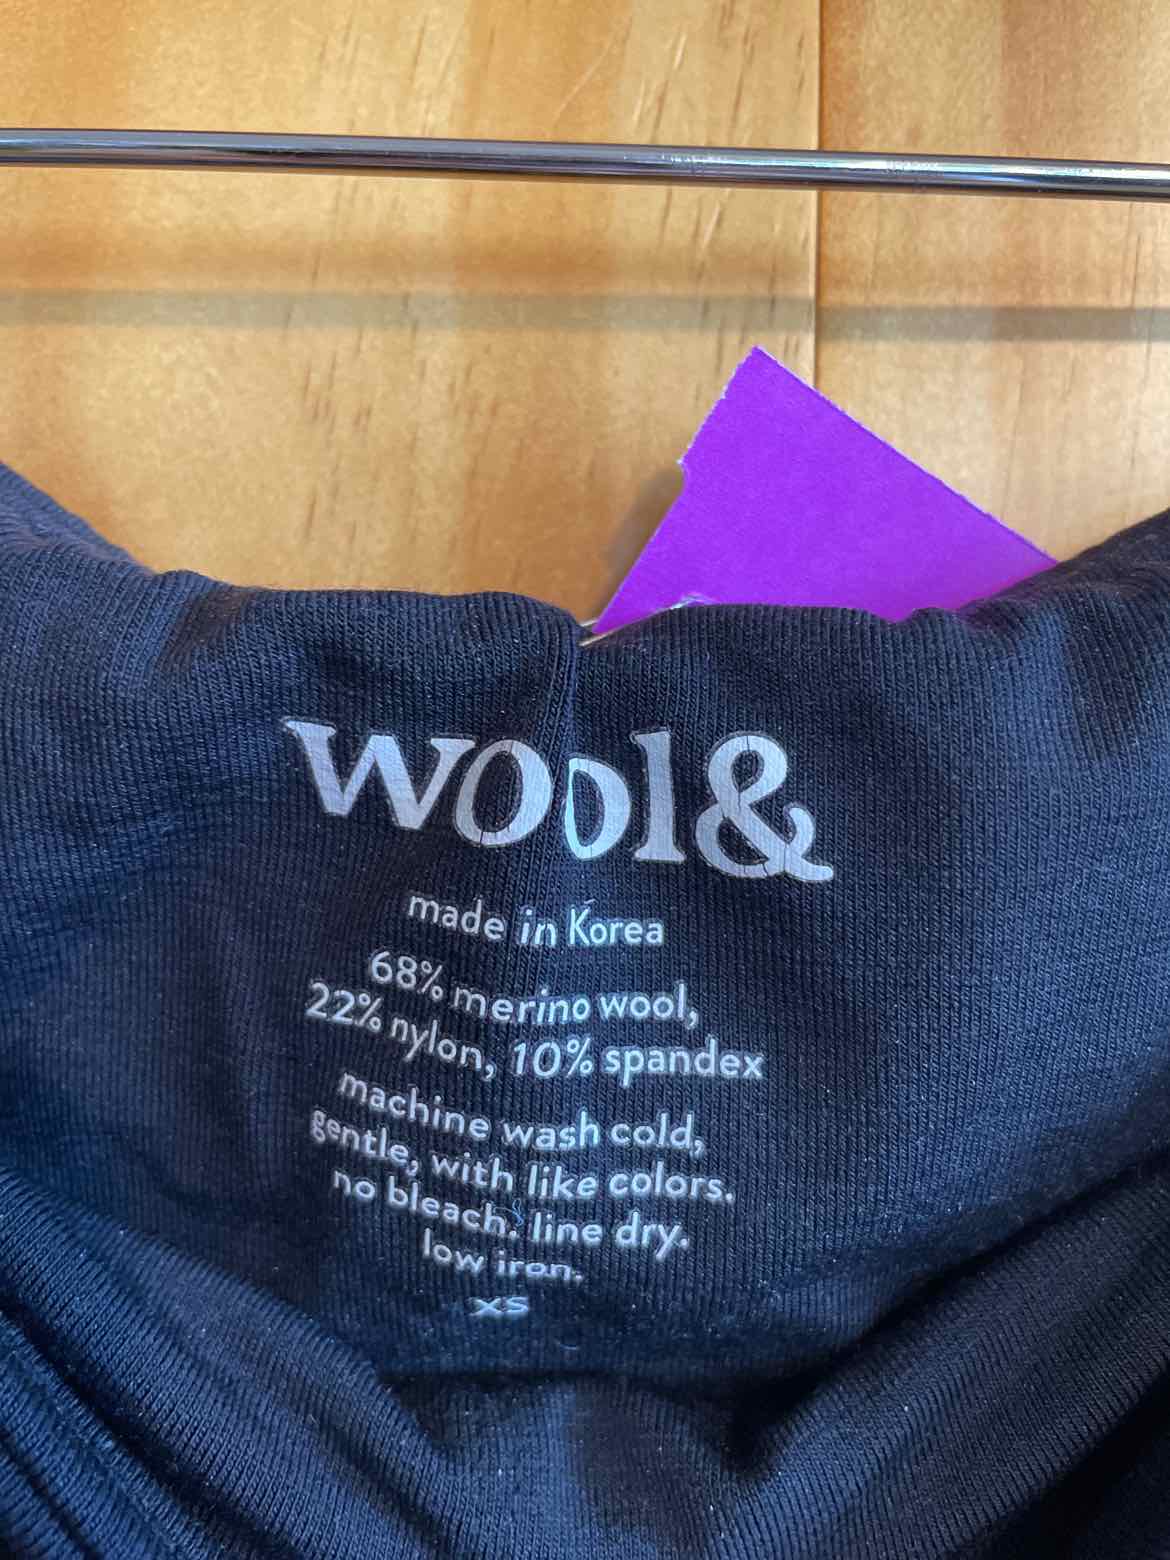 wool&
made in Korea
68% merino wool,
22% nylon, 10% spandex
machine wash cold,
gentle, with like colors.
no bleach. line dry.
low iron.
XS